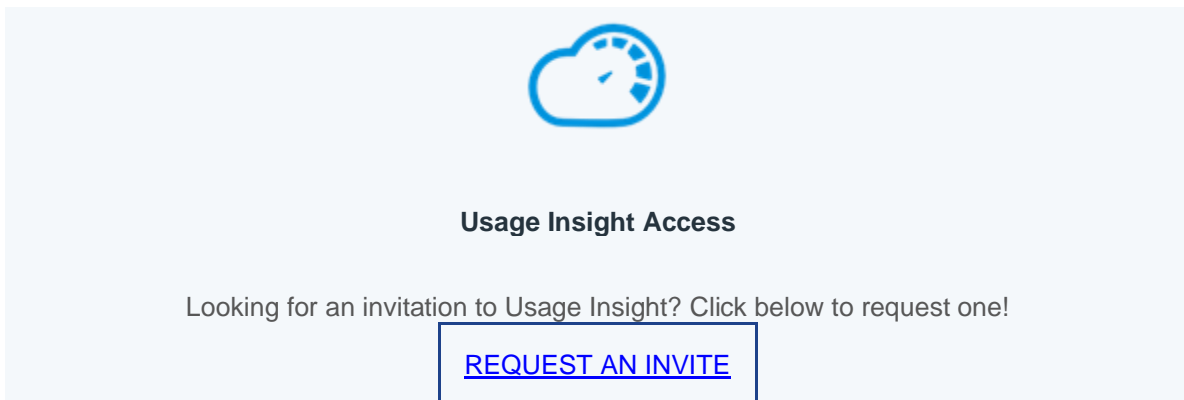 Usage Insight Access
Looking for an invitation to Usage Insight? Click below to request one!
REQUEST AN INVITE